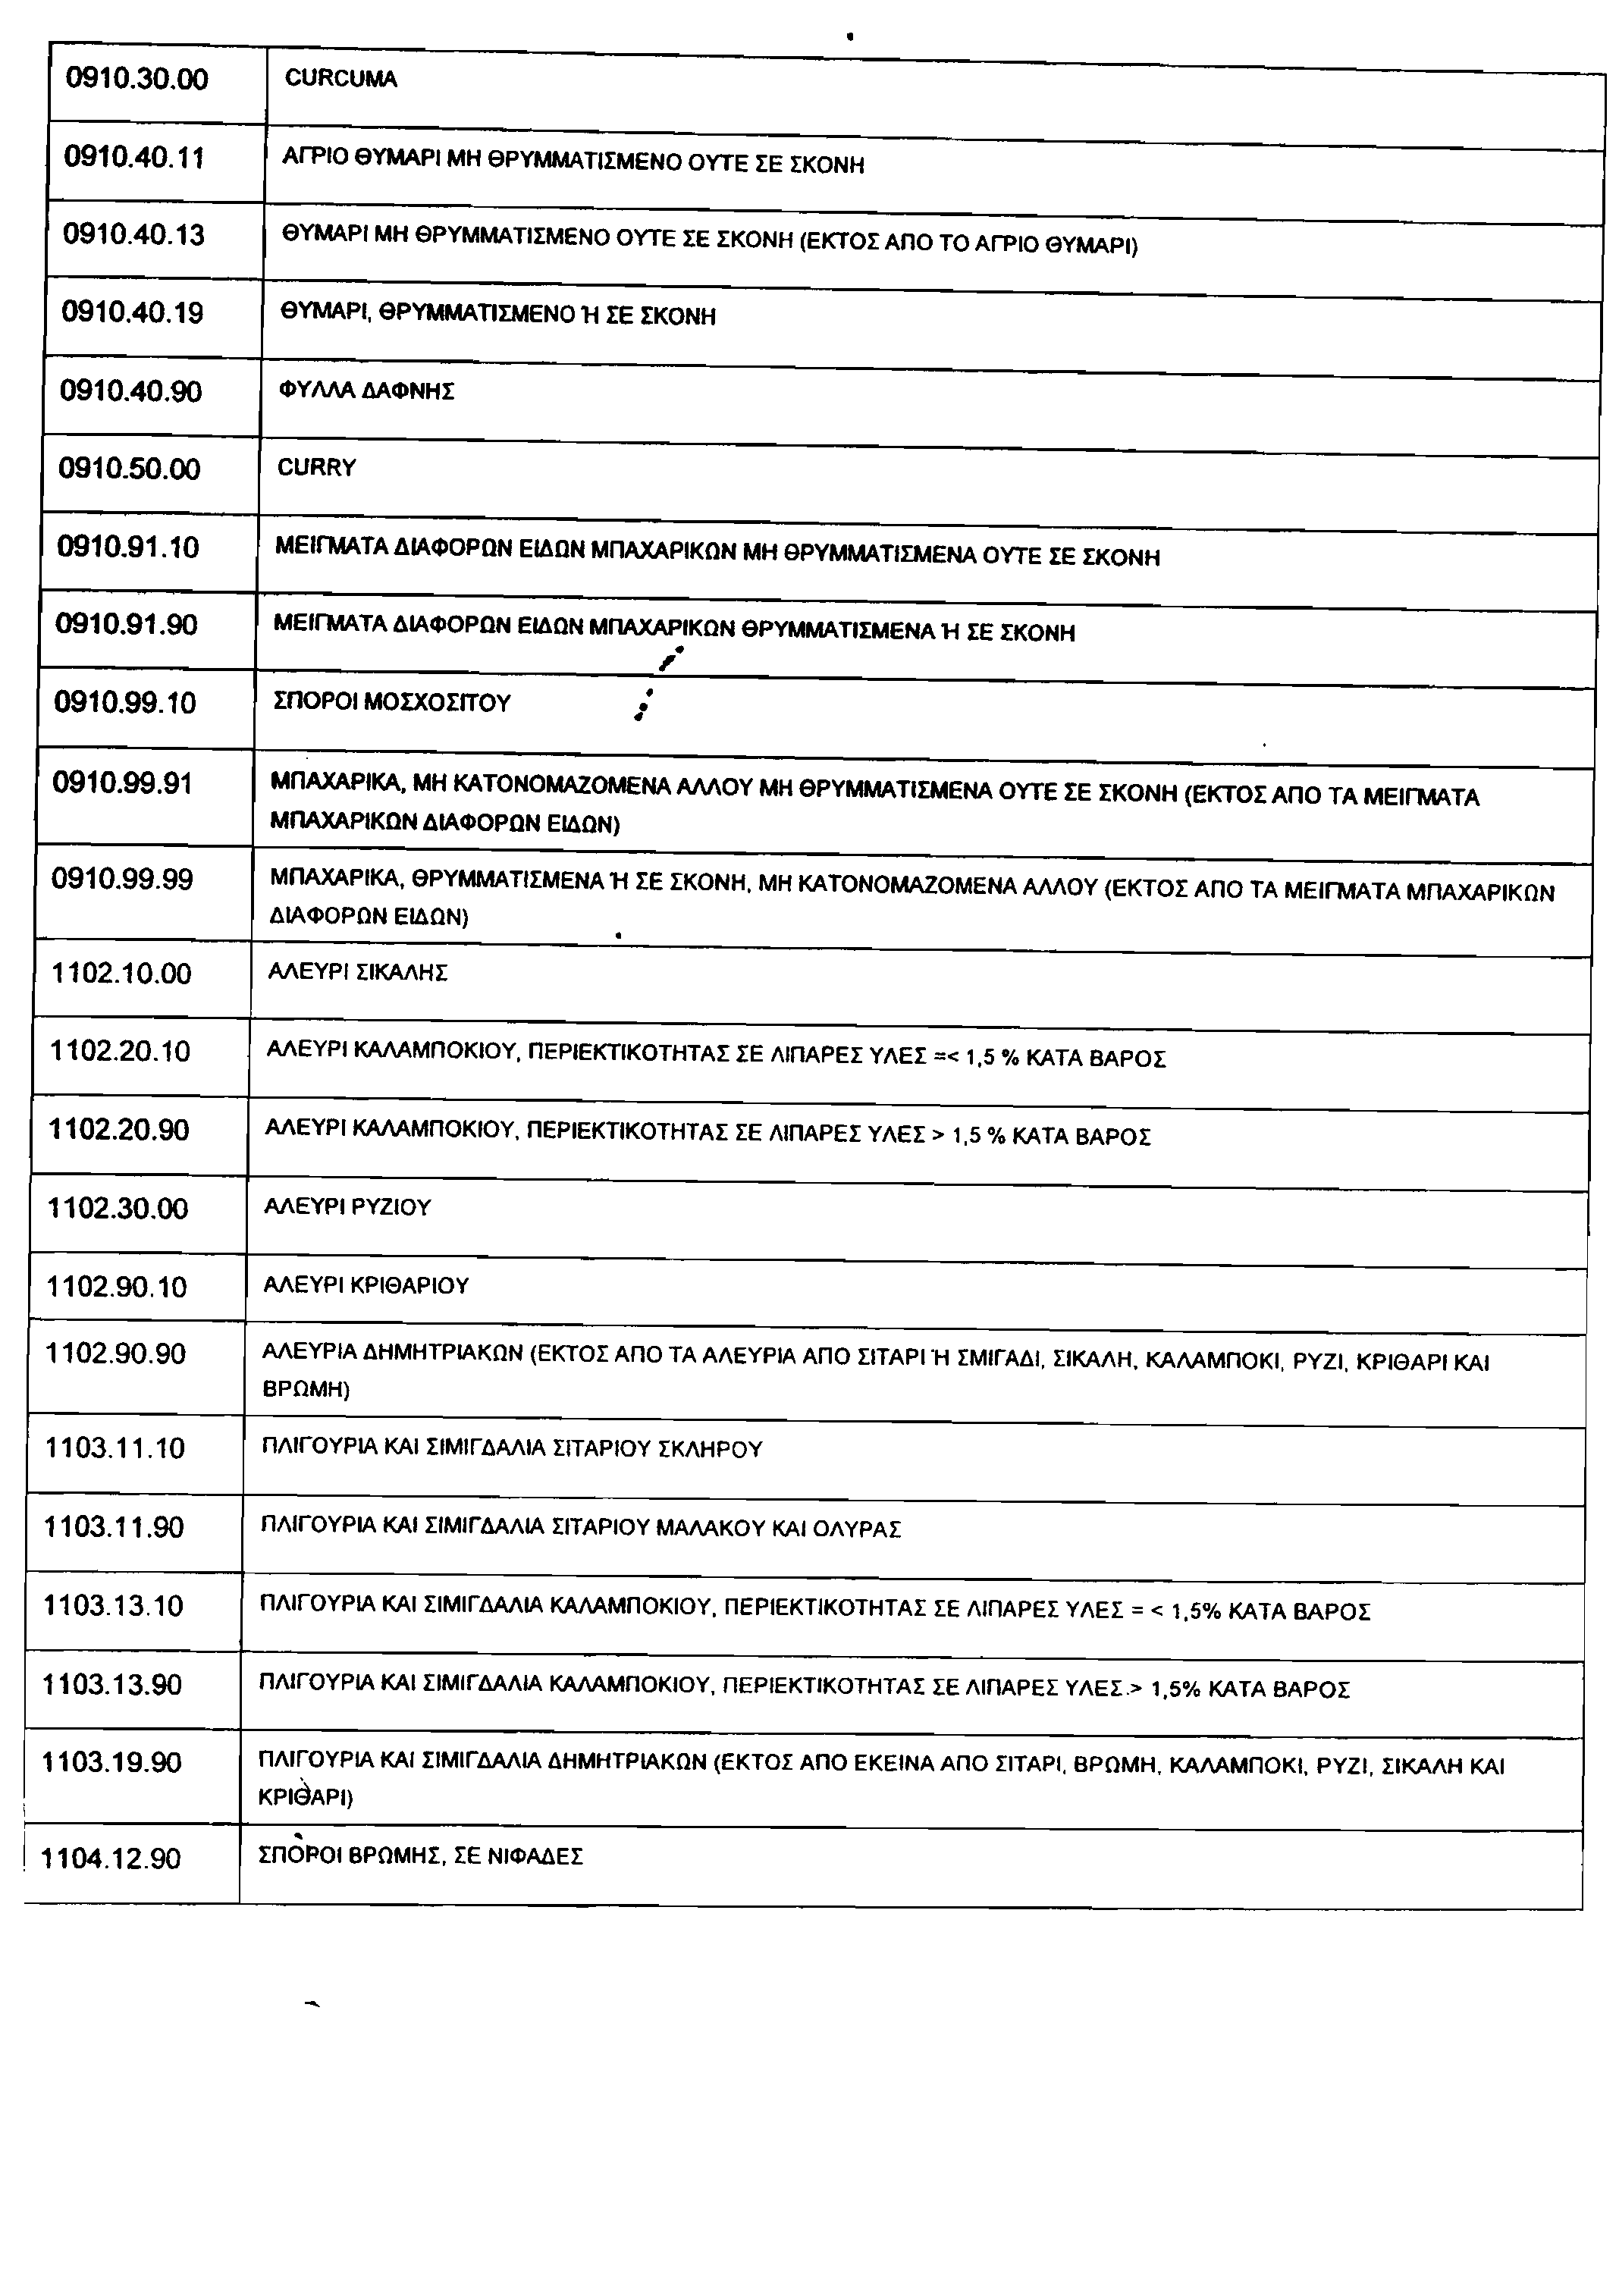 0910.30.00 CURCUMA
0910.40.11 ΑΓΡΙΟ ΘΥΜΑΡΙ ΜΗ ΘΡΥΜΜΑΤΙΣΜΕΝΟ ΟΥΤΕ ΣΕ ΣΚΟΝΗ
0910.40.13 ΘΥΜΑΡΙ ΜΗ ΘΡΥΜΜΑΤΙΣΜΕΝΟ ΟΥΤΕ ΣΕ ΣΚΟΝΗ (ΕΚΤΟΣ ΑΠΟ ΤΟ ΑΓΡΙΟ ΘΥΜΑΡΙ)
0910.40.19 ΘΥΜΑΡΙ, ΘΡΥΜΜΑΤΙΣΜΕΝΟ Ή ΣΕ ΣΚΟΝΗ
0910.40.90 ΦΥΛΛΑ ΔΑΦΝΗΣ
0910.50.00 CURRY
0910.91.10 ΜΕΙΓΜΑΤΑ ΔΙΑΦΟΡΩΝ ΕΙΔΩΝ ΜΠΑΧΑΡΙΚΩΝ ΜΗ ΘΡΥΜΜΑΤΙΣΜΕΝΑ ΟΥΤΕ ΣΕ ΣΚΟΝΗ
0910.91.90 ΜΕΙΓΜΑΤΑ ΔΙΑΦΟΡΩΝ ΕΙΔΩΝ ΜΠΑΧΑΡΙΚΩΝ ΘΡΥΜΜΑΤΙΣΜΕΝΑ Ή ΣΕ ΣΚΟΝΗ
0910.99.10 ΣΠΟΡΟΙ ΜΟΣΧΟΣΙΤΟΥ
0910.99.91 ΜΠΑΧΑΡΙΚΑ, ΜΗ ΚΑΤΟΝΟΜΑΖΟΜΕΝΑ ΑΛΛΟΥ ΜΗ ΘΡΥΜΜΑΤΙΣΜΕΝΑ ΟΥΤΕ ΣΕ ΣΚΟΝΗ (ΕΚΤΟΣ ΑΠΟ ΤΑ ΜΕΙΓΜΑΤΑ
ΜΠΑΧΑΡΙΚΩΝ ΔΙΑΦΟΡΩΝ ΕΙΔΩΝ)
0910.99.99 ΜΠΑΧΑΡΙΚΑ, ΘΡΥΜΜΑΤΙΣΜΕΝΑ Ή ΣΕ ΣΚΟΝΗ, ΜΗ ΚΑΤΟΝΟΜΑΖΟΜΕΝΑ ΑΛΛΟΥ (ΕΚΤΟΣ ΑΠΟ ΤΑ ΜΕΙΓΜΑΤΑ ΜΠΑΧΑΡΙΚΩΝ
ΔΙΑΦΟΡΩΝ ΕΙΔΩΝ)
1102.10.00 ΑΛΕΥΡΙ ΣΙΚΑΛΗΣ
1102.20.10 ΑΛΕΥΡΙ ΚΑΛΑΜΠΟΚΙΟΥ, ΠΕΡΙΕΚΤΙΚΟΤΗΤΑΣ ΣΕ ΛΙΠΑΡΕΣ ΥΛΕΣ =< 1,5 % ΚΑΤΑ ΒΑΡΟΣ
1102.20.90 ΑΛΕΥΡΙ ΚΑΛΑΜΠΟΚΙΟΥ, ΠΕΡΙΕΚΤΙΚΟΤΗΤΑΣ ΣΕ ΛΙΠΑΡΕΣ ΥΛΕΣ > 1,5 % ΚΑΤΑ ΒΑΡΟΣ
1102.30.00 ΑΛΕΥΡΙ ΡΥΖΙΟΥ
1102.90.10 ΑΛΕΥΡΙ ΚΡΙΘΑΡΙΟΥ
1102.90.90 ΑΛΕΥΡΙΑ ΔΗΜΗΤΡΙΑΚΩΝ (ΕΚΤΟΣ ΑΠΟ ΤΑ ΑΛΕΥΡΙΑ ΑΠΟ ΣΙΤΑΡΙ Ή ΣΜΙΓΑΔΙ, ΣΙΚΑΛΗ, ΚΑΛΑΜΠΟΚΙ, ΡΥΖΙ, ΚΡΙΘΑΡΙ ΚΑΙ
ΒΡΩΜΗ)
1103.11.10 ΠΛΙΓΟΥΡΙΑ ΚΑΙ ΣΙΜΙΓΔΑΛΙΑ ΣΙΤΑΡΙΟΥ ΣΚΛΗΡΟΥ
1103.11.90 ΠΛΙΓΟΥΡΙΑ ΚΑΙ ΣΙΜΙΓΔΑΛΙΑ ΣΙΤΑΡΙΟΥ ΜΑΛΑΚΟΥ ΚΑΙ ΟΛΥΡΑΣ
1103.13.10 ΠΛΙΓΟΥΡΙΑ ΚΑΙ ΣΙΜΙΓΔΑΛΙΑ ΚΑΛΑΜΠΟΚΙΟΥ, ΠΕΡΙΕΚΤΙΚΟΤΗΤΑΣ ΣΕ ΛΙΠΑΡΕΣ ΥΛΕΣ = < 1,5% ΚΑΤΑ ΒΑΡΟΣ
1103.13.90 ΠΛΙΓΟΥΡΙΑ ΚΑΙ ΣΙΜΙΓΔΑΛΙΑ ΚΑΛΑΜΠΟΚΙΟΥ, ΠΕΡΙΕΚΤΙΚΟΤΗΤΑΣ ΣΕ ΛΙΠΑΡΕΣ ΥΛΕΣ > 1,5% ΚΑΤΑ ΒΑΡΟΣ
1103.19.90 ΠΛΙΓΟΥΡΙΑ ΚΑΙ ΣΙΜΙΓΔΑΛΙΑ ΔΗΜΗΤΡΙΑΚΩΝ (ΕΚΤΟΣ ΑΠΟ ΕΚΕΙΝΑ ΑΠΟ ΣΙΤΑΡΙ, ΒΡΩΜΗ, ΚΑΛΑΜΠΟΚΙ, ΡΥΖΙ, ΣΙΚΑΛΗ ΚΑΙ
ΚΡΙΘΑΡΙ)
1104.12.90 ΣΠΟΡΟΙ ΒΡΩΜΗΣ, ΣΕ ΝΙΦΑΔΕΣ